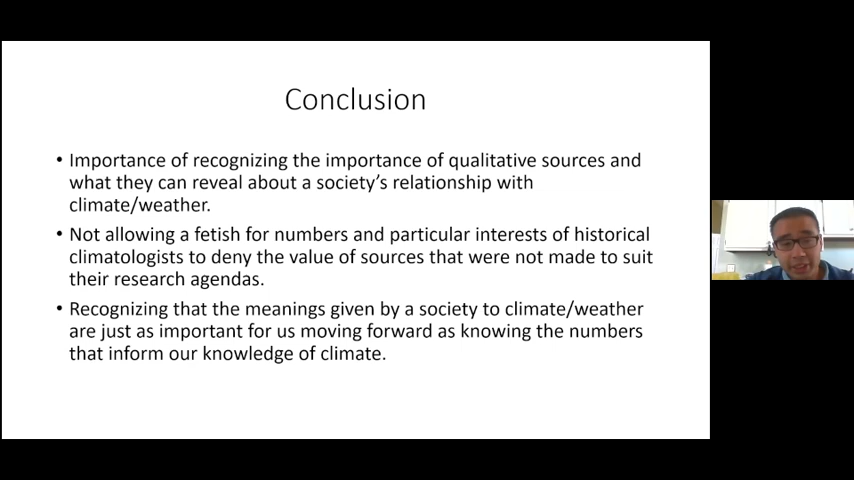 Conclusion
• Importance of recognizing the importance of qualitative sources and
what they can reveal about a society's relationship with
climate/weather.
• Not allowing a fetish for numbers and particular interests of historical
climatologists to deny the value of sources that were not made to suit
their research agendas.
• Recognizing that the meanings given by a society to climate/weather
are just as important for us moving forward as knowing the numbers
that inform our knowledge of climate.